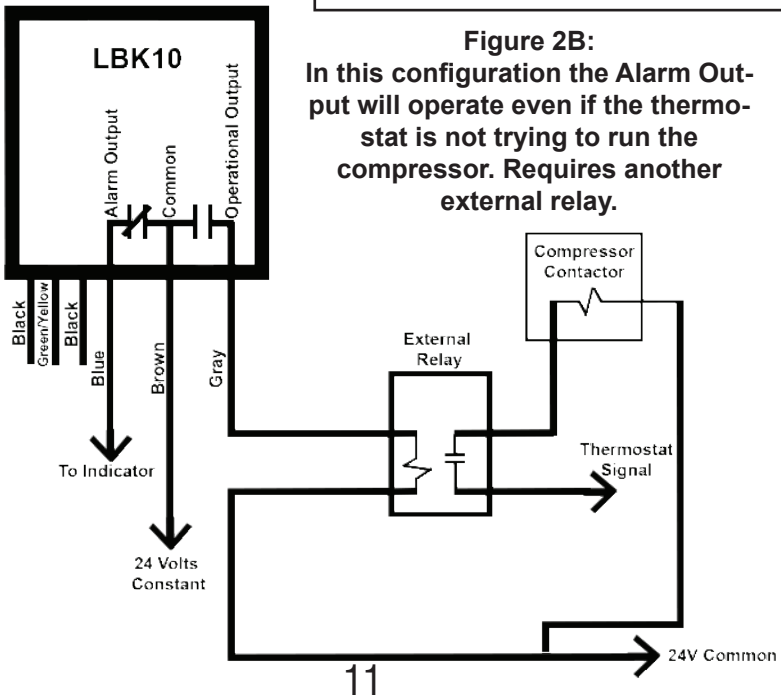 LBK10
Alarm Output
Common
Operational Output
Figure 2B:
In this configuration the Alarm Out-
put will operate even if the thermo-
stat is not trying to run the
compressor. Requires another
external relay.
Black
Green/Yellow
Black
Blue
Brown
Gray
To Indicator
24 Volts
Constant
External
Relay
Compressor
Contactor
Thermostat
Signal
24V Common
11